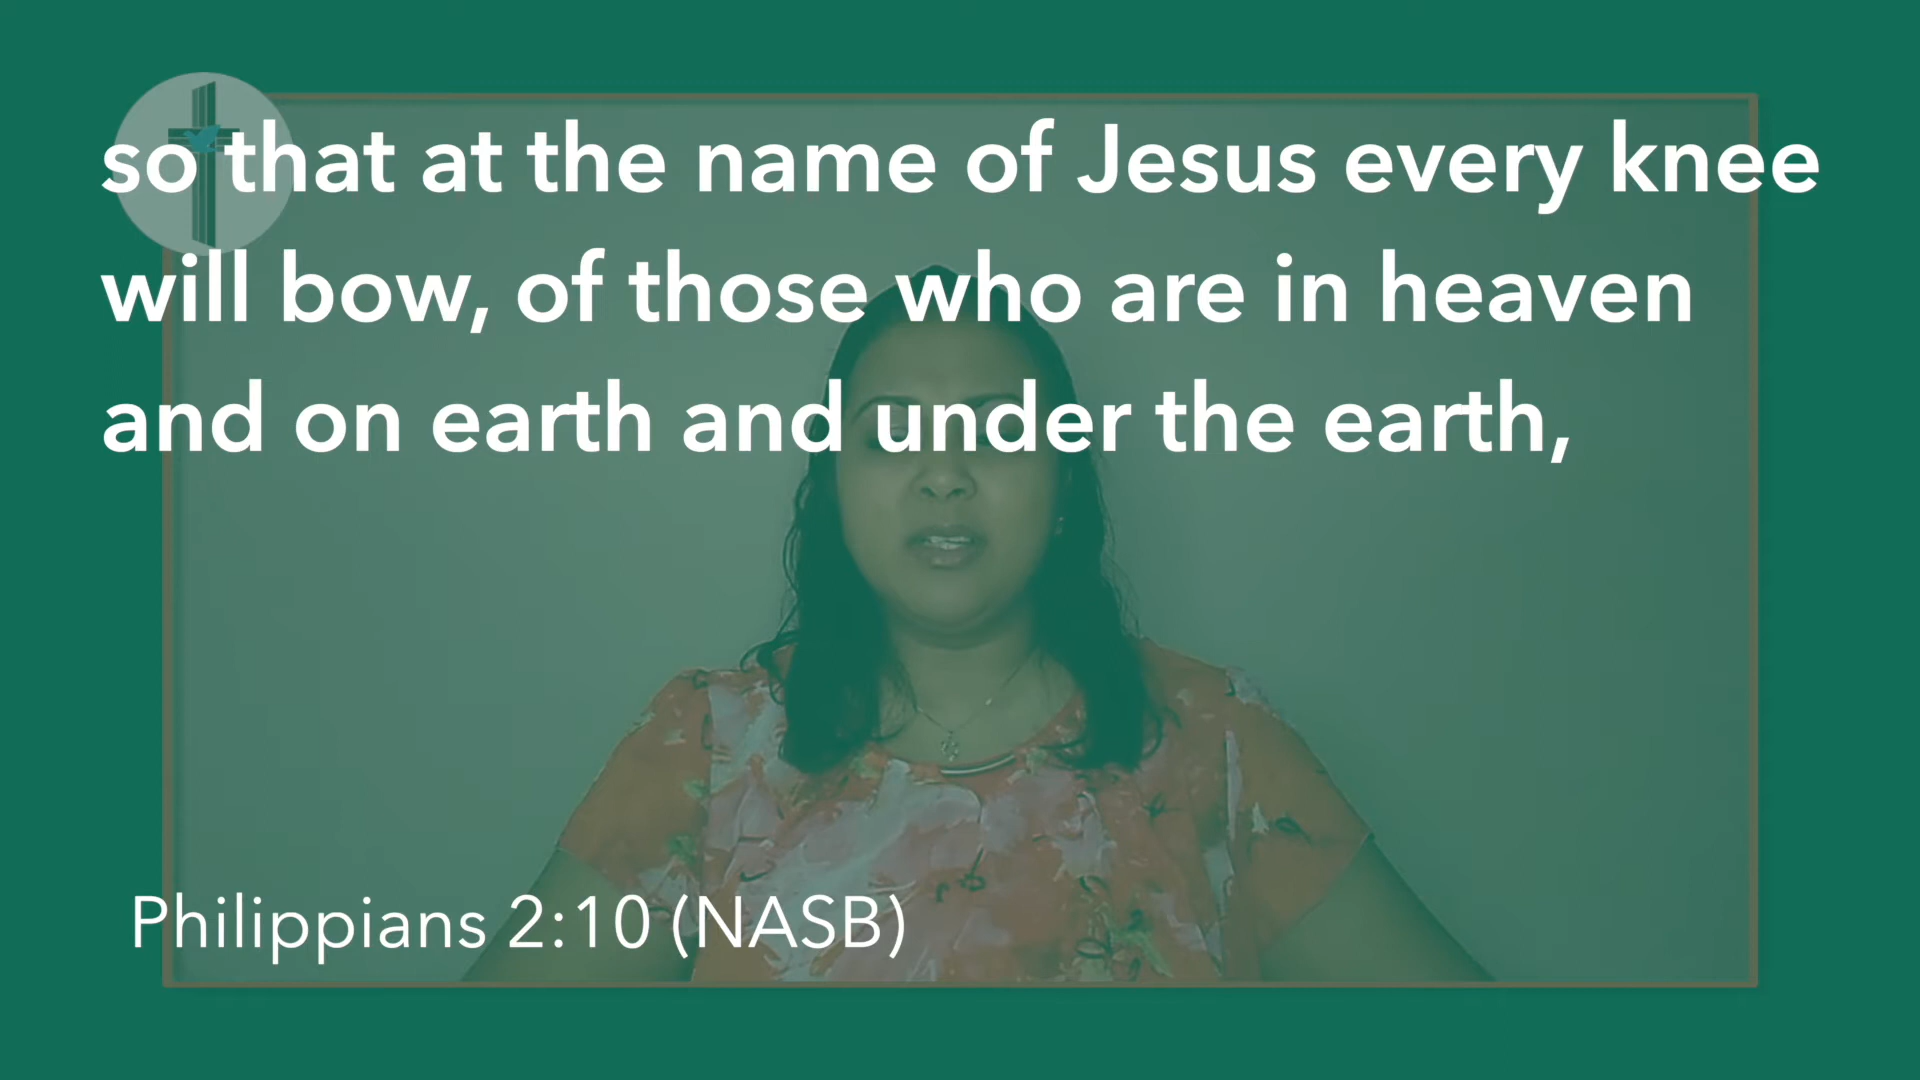 so that at the name of Jesus every knee
will bow, of those who are in heaven
and on earth and under the earth,
Philippians 2:10 (NASB)